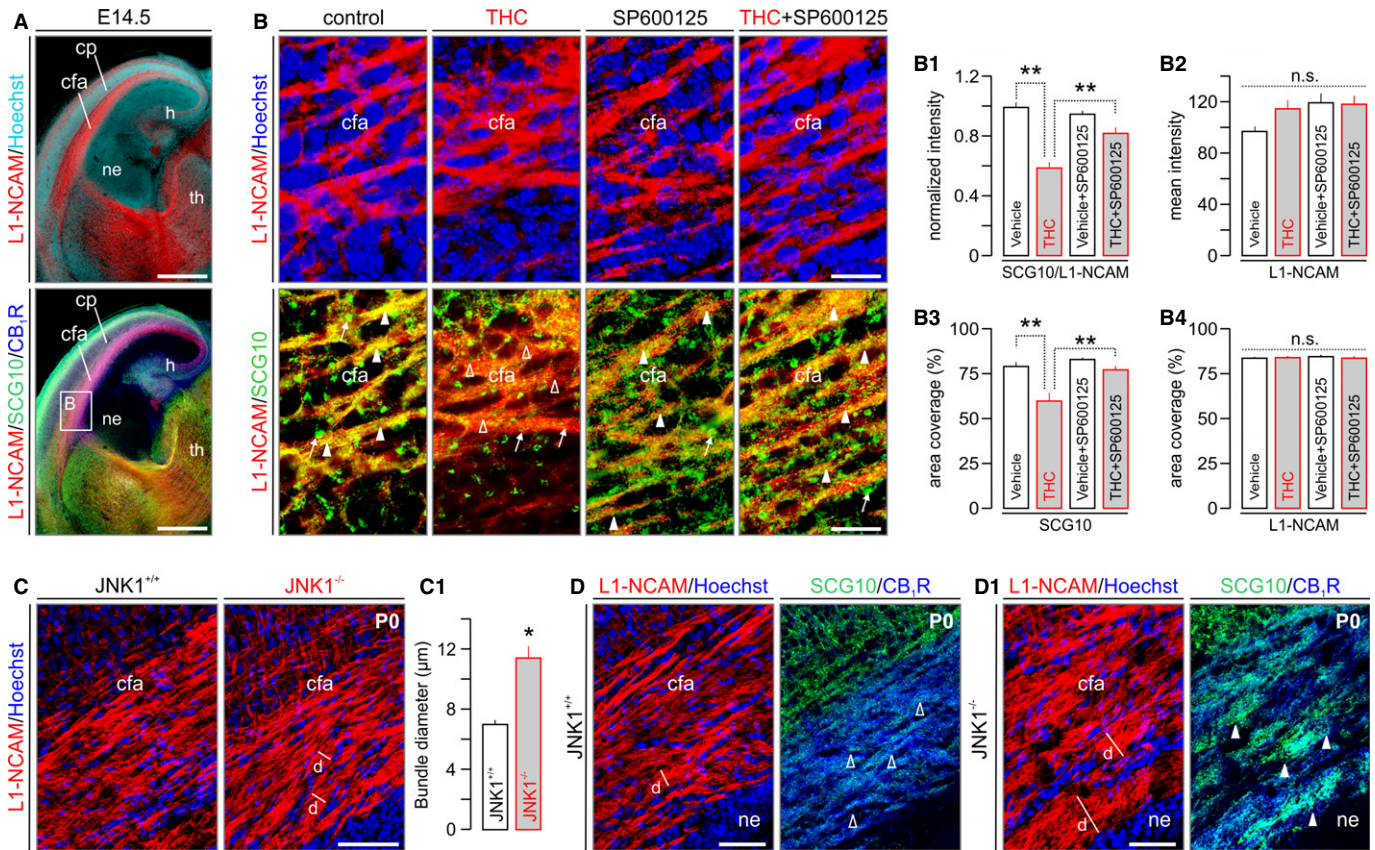 A
E14.5
L1-NCAM/Hoechst
cp
cfa
h
ne
th
L1-NCAM/SCG10/CB1R
cp
cfa
h
B
ne
th
B
control
THC
SP600125
THC+SP600125
L1-NCAM/Hoechst
cfa
cfa
cfa
cfa
L1-NCAM/SCG10
cfa
cfa
cfa
cfa
B1
normalized intensity
1.2
0.8
0.4
0
**
**
Vehicle
THC
Vehicle+SP600125
THC+SP600125
SCG10/L1-NCAM
B2
mean intensity
120
80
40
0
n.s.
Vehicle
THC
Vehicle+SP600125
THC+SP600125
L1-NCAM
B3
area coverage (%)
100
75
50
25
0
**
**
Vehicle
THC
Vehicle+SP600125
THC+SP600125
SCG10
B4
area coverage (%)
100
75
50
25
0
n.s.
Vehicle
THC
Vehicle+SP600125
THC+SP600125
L1-NCAM
C
JNK1+/+
JNK1-/-
L1-NCAM/Hoechst
cfa
P0
cfa
d
d
C1
Bundle diameter (μm)
12
8
4
0
*
JNK1+/+
JNK1-/-
D
L1-NCAM/Hoechst
SCG10/CB1R
JNK1+/+
cfa
d
ne
P0
D1
L1-NCAM/Hoechst
SCG10/CB1R
JNK1-/-
cfa
d
d
ne
P0
ne